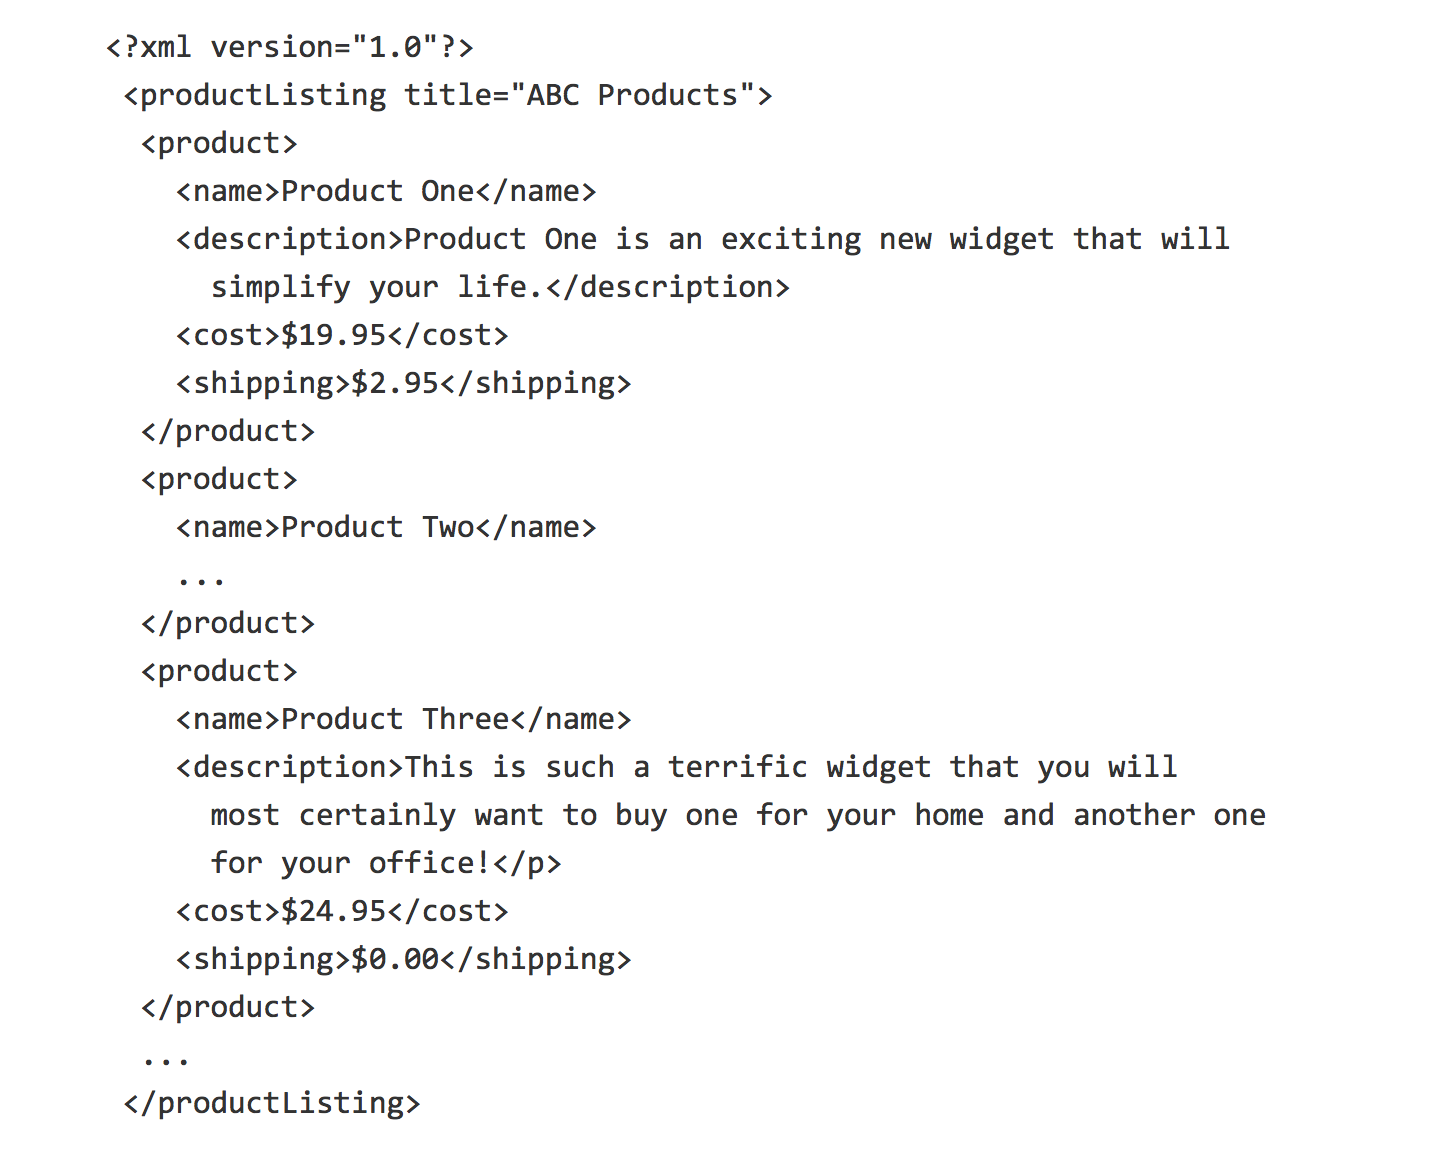 <?xml version="1.0"?>
<productListing title="ABC Products">
<product>
<name>Product One</name>
<description>Product One is an exciting new widget that will
simplify your life.</description>
<cost>$19.95</cost>
<shipping>$2.95</shipping>
</product>
<product>
<name>Product Two</name>
...
</product>
<product>
<name>Product Three</name>
<description>This is such a terrific widget that you will
most certainly want to buy one for your home and another one
for your office!</p>
<cost>$24.95</cost>
<shipping>$0.00</shipping>
</product>
...
</productListing>